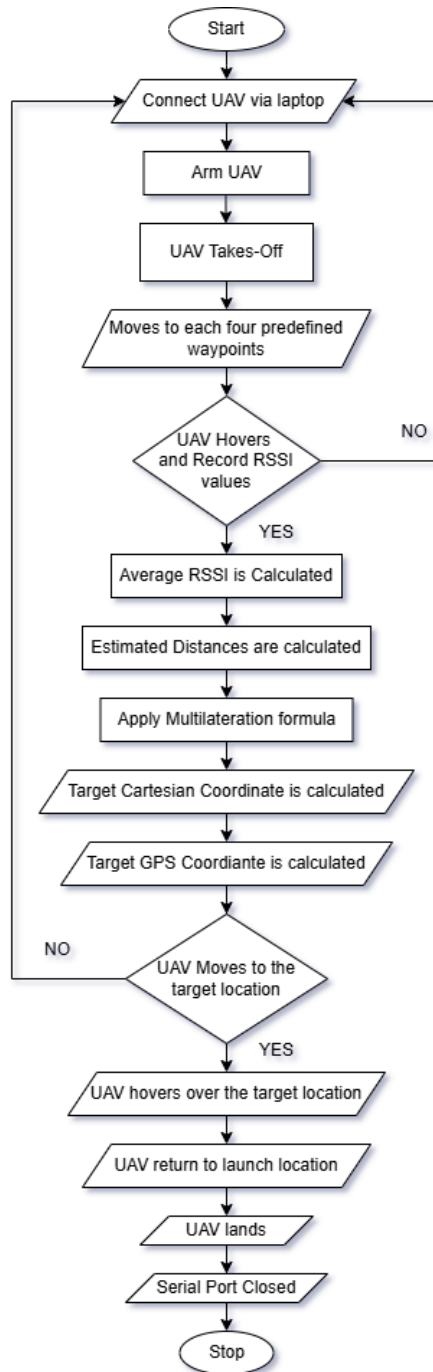 Start
Connect UAV via laptop
Arm UAV
UAV Takes-Off
Moves to each four predefined
waypoints
UAV Hovers
and Record RSSI
values
NO
YES
Average RSSI is Calculated
Estimated Distances are calculated
Apply Multilateration formula
Target Cartesian Coordinate is calculated
Target GPS Coordiante is calculated
NO
UAV Moves to the
target location
YES
UAV hovers over the target location
UAV return to launch location
UAV lands
Serial Port Closed
Stop